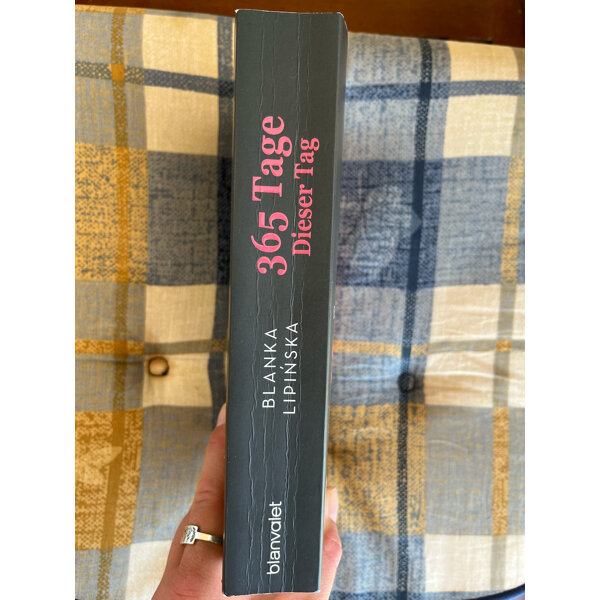 365 Tage
Dieser Tag
BLANKA
LIPIŃSKA
blanvalet